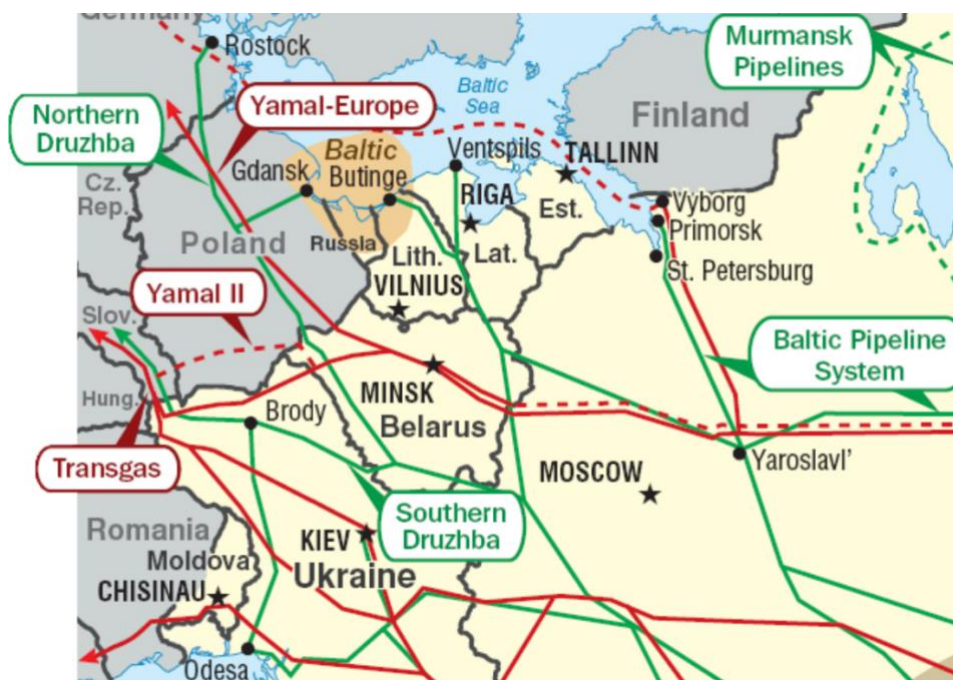 Germany
Rostock
Murmansk
Pipelines
Baltic
Sea
Yamal-Europe
Northern
Druzhba
Finland
Ventspils
TALLINN
Baltic
Gdansk
Butinge
Cz.
Rep.
RIGA
Est.
Vyborg
Primorsk
Poland
Russia
Lith.
Lat.
St. Petersburg
VILNIUS
Yamal II
Slov.
Baltic Pipeline
System
MINSK
Hung.
Brody
Belarus
Transgas
MOSCOW
Yaroslavl'
Romania
Southern
Druzhba
KIEV
Moldova
Ukraine
CHISINAU
Odesa